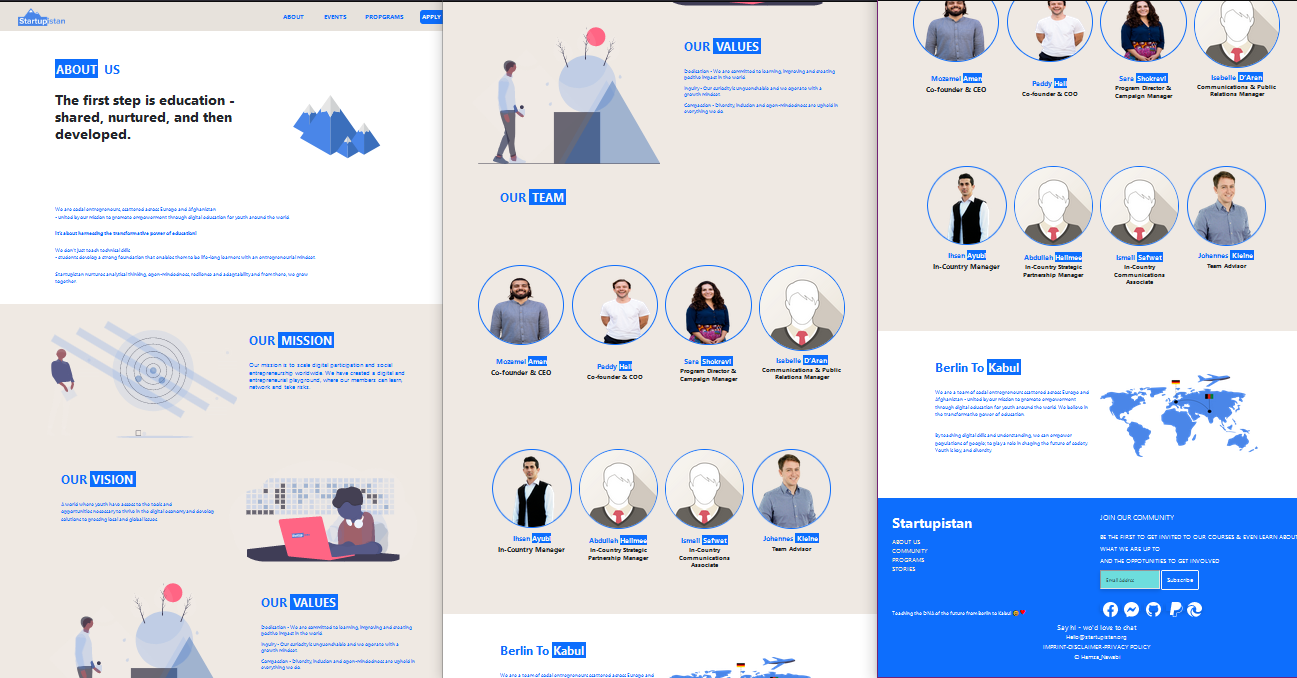 Startupistan
ABOUT EVENTS PROPGRAMS APPLY
ABOUT US
The first step is education -
shared, nurtured, and then
developed.
We are social entrepreneurs scattered across Europe and Afghanistan
- united by our mission to promote empowerment through digital education for youth around the world.
It's about harnessing the transformative power of education!
We don't just teach technical skills
- students develop a strong foundation that enables them to be life-long learners with an entrepreneurial mindset.
Startupistan nurtures analytical thinking, open-mindedness, resilience and adaptability and from there, we grow
together.
OUR MISSION
Our mission is to scale digital participation and social
entrepreneurship worldwide. We have created a digital and
entrepreneurial playground, where our members can learn,
network and take risks.
OUR VISION
A world where youth have access to the tools and
opportunities necessary to thrive in the digital economy and develop
solutions to pressing local and global issues.
OUR VALUES
Dedication - We are committed to learning, improving and creating
positive impact in the world.
Inquiry - Our curiosity is unquenchable and we operate with a
growth mindset.
Compassion - Diversity, inclusion and open-mindedness are upheld in
everything we do.
OUR VALUES
Dedication - We are committed to learning, improving and creating
positive impact in the world.
Inquiry - Our curiosity is unquenchable and we operate with a
growth mindset.
Compassion - Diversity, inclusion and open-mindedness are upheld in
everything we do.
OUR TEAM
Mozamel Aman
Co-founder & CEO
Paddy Hall
Co-founder & COO
Sara Shokravi
Program Director &
Campaign Manager
Isabelle D'Aran
Communications & Public
Relations Manager
Ihsan Ayubi
In-Country Manager
Abdullah Halimee
In-Country Strategic
Partnership Manager
Ismail Safwat
In-Country
Communications
Associate
Johannes Kleine
Team Advisor
Berlin To Kabul
We are a team of social entrepreneurs scattered across Europe and
Mozamel Aman
Co-founder & CEO
Paddy Hall
Co-founder & COO
Sara Shokravi
Program Director &
Campaign Manager
Isabelle D'Aran
Communications & Public
Relations Manager
Ihsan Ayubi
In-Country Manager
Abdullah Halimee
In-Country Strategic
Partnership Manager
Ismail Safwat
In-Country
Communications
Associate
Johannes Kleine
Team Advisor
Berlin To Kabul
We are a team of social entrepreneurs scattered across Europe and
Afghanistan - united by our mission to promote empowerment
through digital education for youth around the world. We believe in
the transformative power of education.
By teaching digital skills and understanding, we can empower
populations of people; to play a role in shaping the future of society.
Youth is key, and diversity
Startupistan
ABOUT US
COMMUNITY
PROGRAMS
STORIES
Teaching the DNA of the future from Berlin to Kabul
JOIN OUR COMMUNITY
BE THE FIRST TO GET INVITED TO OUR COURSES & EVEN LEARN ABOUT
WHAT WE ARE UP TO
AND THE OPPOTUNITIES TO GET INVOLVED
Email Address Subscribe
Say hi - we'd love to chat
Hello@startupistan.org
IMPRINT-DISCLAIMER-PRIVACY POLICY
© Hamza_Nawabi